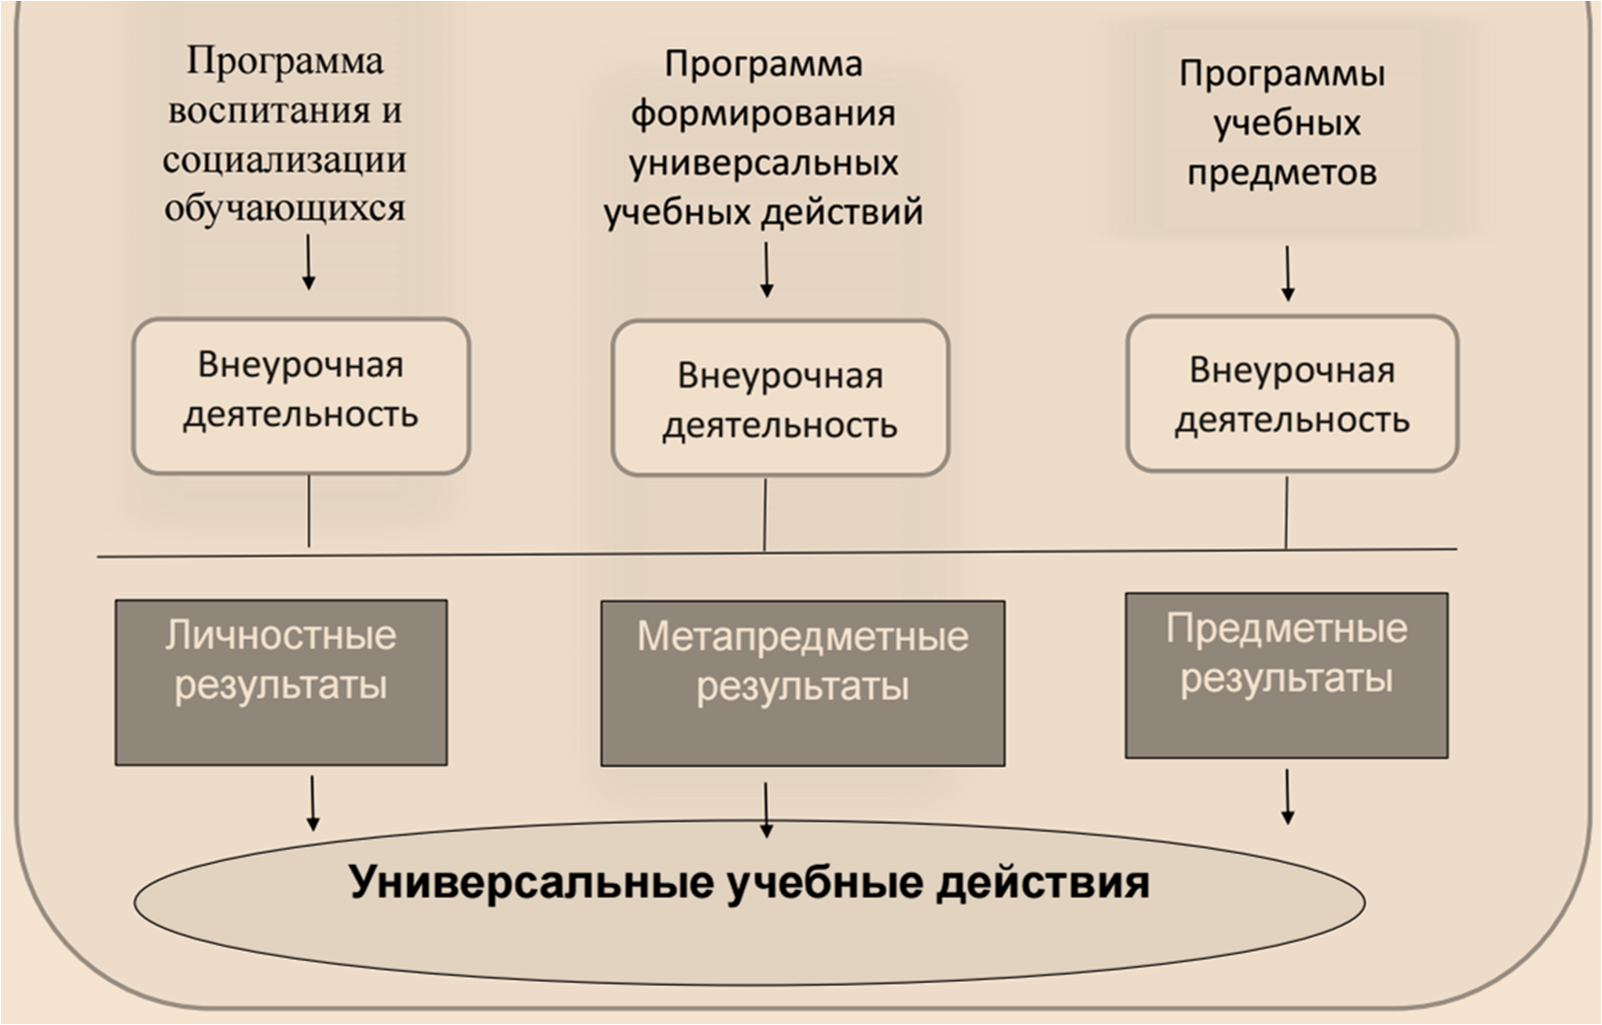 Программа
воспитания и
социализации
обучающихся
Программа
формирования
универсальных
учебных действий
Программы
учебных
предметов
Внеурочная
деятельность
Внеурочная
деятельность
Внеурочная
деятельность
Личностные
результаты
Метапредметные
результаты
Предметные
результаты
Универсальные учебные действия